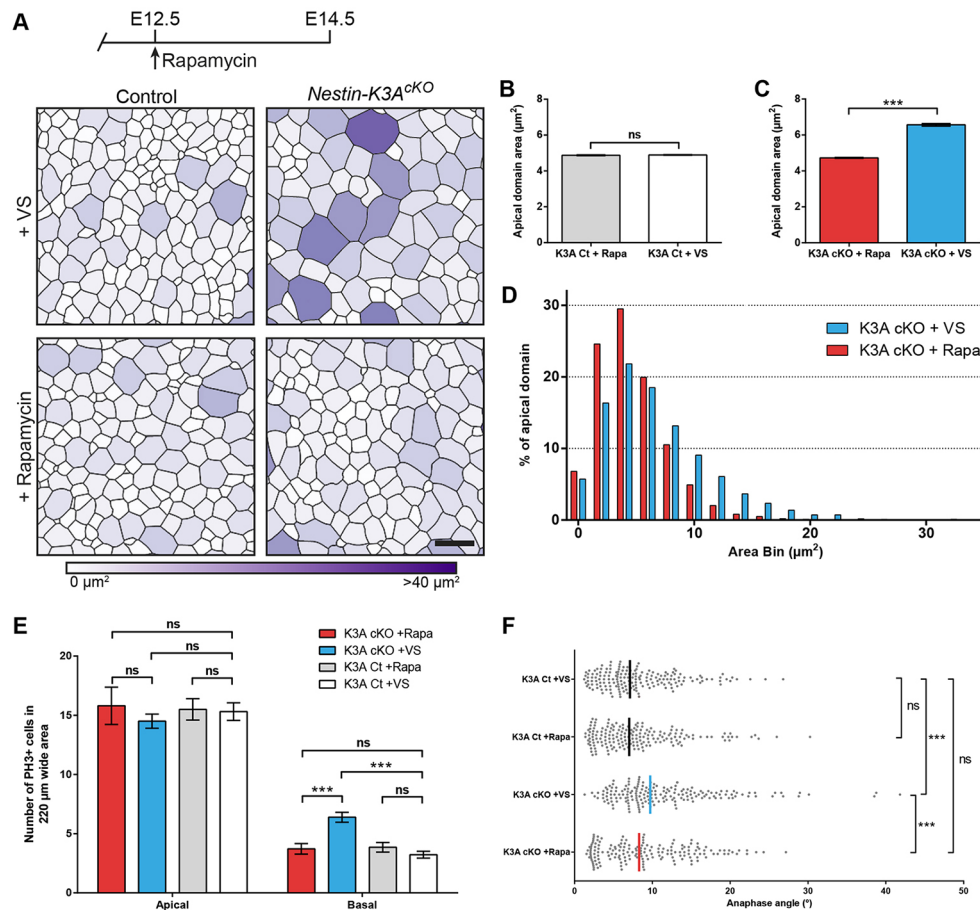 A
E12.5 E14.5
Rapamycin
Control Nestin-K3A^cKO
+ VS
+ Rapamycin
0 µm² >40 µm²
B
Apical domain area (µm²)
8
6
4
2
0
ns
K3A Ct + Rapa K3A Ct + VS
C
Apical domain area (µm²)
8
6
4
2
0
***
K3A cKO + Rapa K3A cKO + VS
D
% of apical domain
30
20
10
0
K3A cKO + VS
K3A cKO + Rapa
0 10 20 30
Area Bin (µm²)
E
Number of PH3+ cells in
220 µm wide area
20
15
10
5
0
ns
ns
ns ns
K3A cKO +Rapa
K3A cKO +VS
K3A Ct +Rapa
K3A Ct +VS
ns
***
*** ns
Apical Basal
F
K3A Ct +VS
K3A Ct +Rapa
K3A cKO +VS
K3A cKO +Rapa
ns
***
ns
***
0 10 20 30 40 50
Anaphase angle (º)